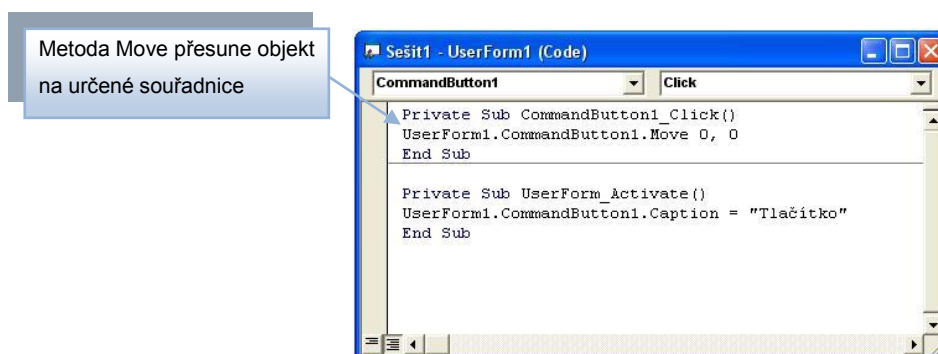 Metoda Move přesune objekt
na určené souřadnice
Sešit1 - UserForm1 (Code)
CommandButton1 Click
Private Sub CommandButton1_Click()
UserForm1.CommandButton1.Move 0, 0
End Sub
Private Sub UserForm_Activate()
UserForm1.CommandButton1.Caption = "Tlačítko"
End Sub